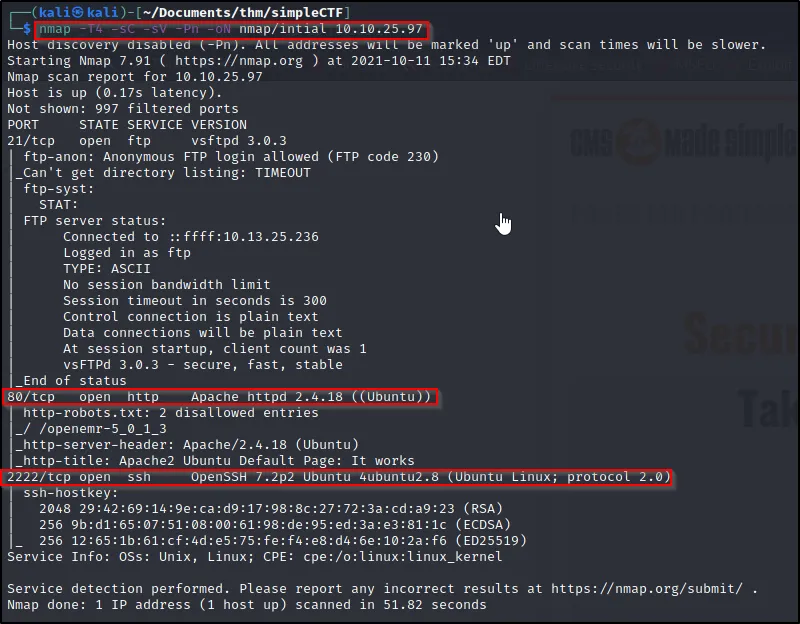 ┌──(kali㉿kali)-[~/Documents/thm/simpleCTF]
└─$ nmap -T4 -sC -sV -Pn -oN nmap/intial 10.10.25.97
Host discovery disabled (-Pn). All addresses will be marked 'up' and scan times will be slower.
Starting Nmap 7.91 ( https://nmap.org ) at 2021-10-11 15:34 EDT
Nmap scan report for 10.10.25.97
Host is up (0.17s latency).
Not shown: 997 filtered ports
PORT     STATE SERVICE VERSION
21/tcp   open  ftp     vsftpd 3.0.3
| ftp-anon: Anonymous FTP login allowed (FTP code 230)
|_Can't get directory listing: TIMEOUT
| ftp-syst:
|   STAT:
| FTP server status:
|      Connected to ::ffff:10.13.25.236
|      Logged in as ftp
|      TYPE: ASCII
|      No session bandwidth limit
|      Session timeout in seconds is 300
|      Control connection is plain text
|      Data connections will be plain text
|      At session startup, client count was 1
|      vsFTPd 3.0.3 - secure, fast, stable
|_End of status
80/tcp   open  http    Apache httpd 2.4.18 ((Ubuntu))
| http-robots.txt: 2 disallowed entries
|_/ /openemr-5_0_1_3
|_http-server-header: Apache/2.4.18 (Ubuntu)
|_http-title: Apache2 Ubuntu Default Page: It works
2222/tcp open  ssh     OpenSSH 7.2p2 Ubuntu 4ubuntu2.8 (Ubuntu Linux; protocol 2.0)
| ssh-hostkey:
|   2048 29:42:69:14:9e:ca:d9:17:98:8c:27:72:3a:cd:a9:23 (RSA)
|   256 9b:d1:65:07:51:08:00:61:98:de:95:ed:3a:e3:81:1c (ECDSA)
|_  256 12:65:1b:61:cf:4d:e5:75:fe:f4:e8:d4:6e:10:2a:f6 (ED25519)
Service Info: OSs: Unix, Linux; CPE: cpe:/o:linux:linux_kernel
Service detection performed. Please report any incorrect results at https://nmap.org/submit/ .
Nmap done: 1 IP address (1 host up) scanned in 51.82 seconds
CMS made simple